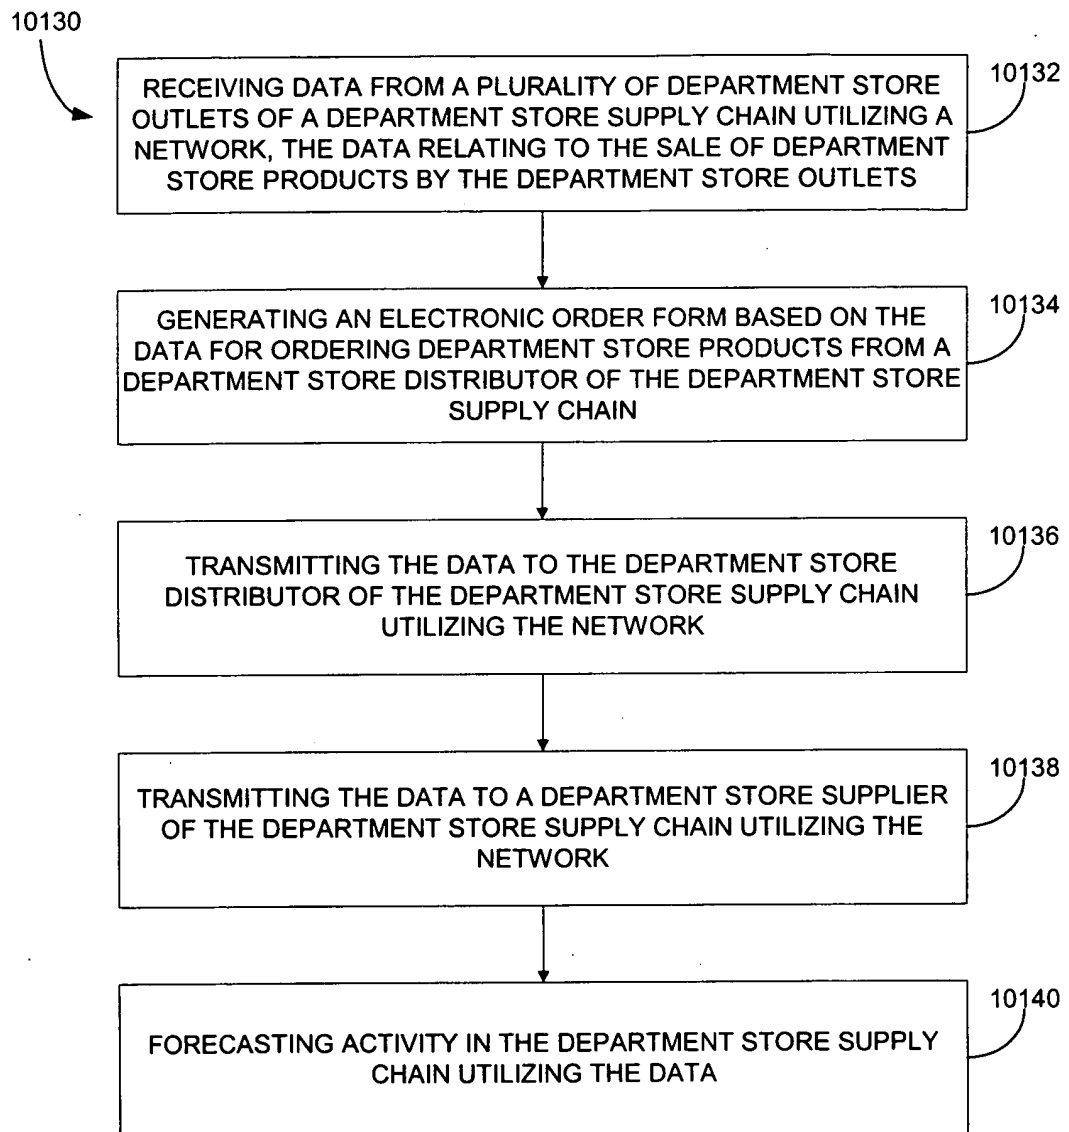 10130
RECEIVING DATA FROM A PLURALITY OF DEPARTMENT STORE
OUTLETS OF A DEPARTMENT STORE SUPPLY CHAIN UTILIZING A
NETWORK, THE DATA RELATING TO THE SALE OF DEPARTMENT
STORE PRODUCTS BY THE DEPARTMENT STORE OUTLETS
10132
GENERATING AN ELECTRONIC ORDER FORM BASED ON THE
DATA FOR ORDERING DEPARTMENT STORE PRODUCTS FROM A
DEPARTMENT STORE DISTRIBUTOR OF THE DEPARTMENT STORE
SUPPLY CHAIN
10134
TRANSMITTING THE DATA TO THE DEPARTMENT STORE
DISTRIBUTOR OF THE DEPARTMENT STORE SUPPLY CHAIN
UTILIZING THE NETWORK
10136
TRANSMITTING THE DATA TO A DEPARTMENT STORE SUPPLIER
OF THE DEPARTMENT STORE SUPPLY CHAIN UTILIZING THE
NETWORK
10138
FORECASTING ACTIVITY IN THE DEPARTMENT STORE SUPPLY
CHAIN UTILIZING THE DATA
10140